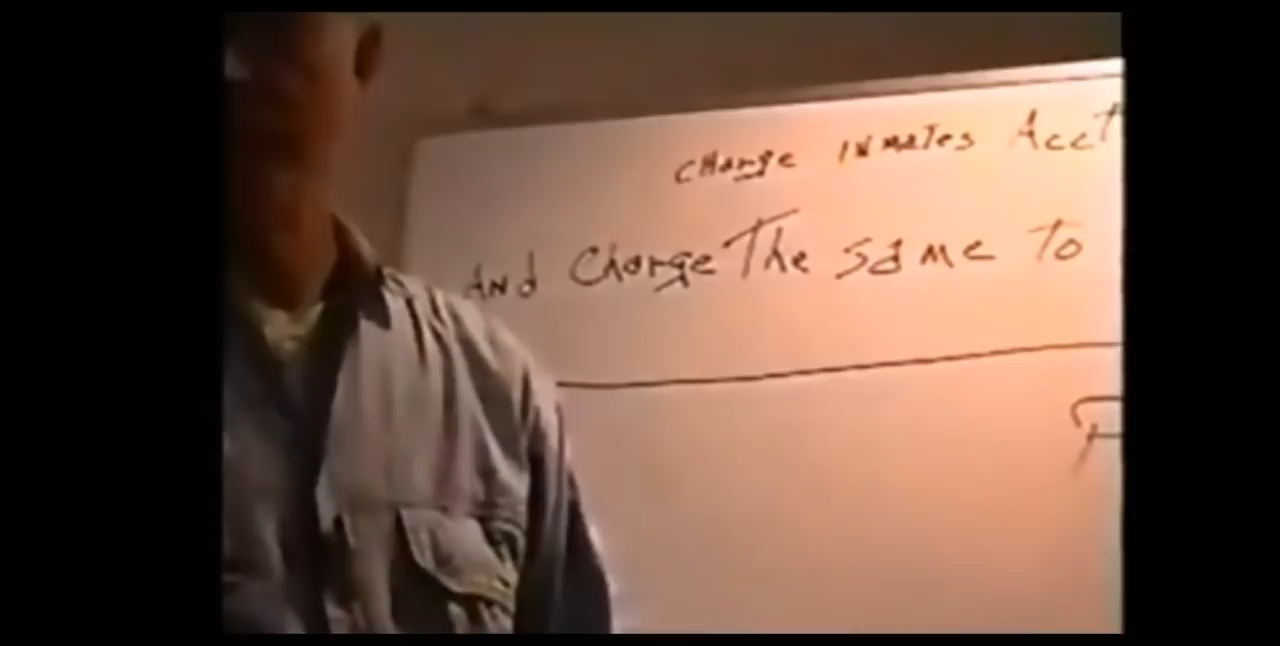 CHarge INmaTes AccT
ANd Charge The same To
F